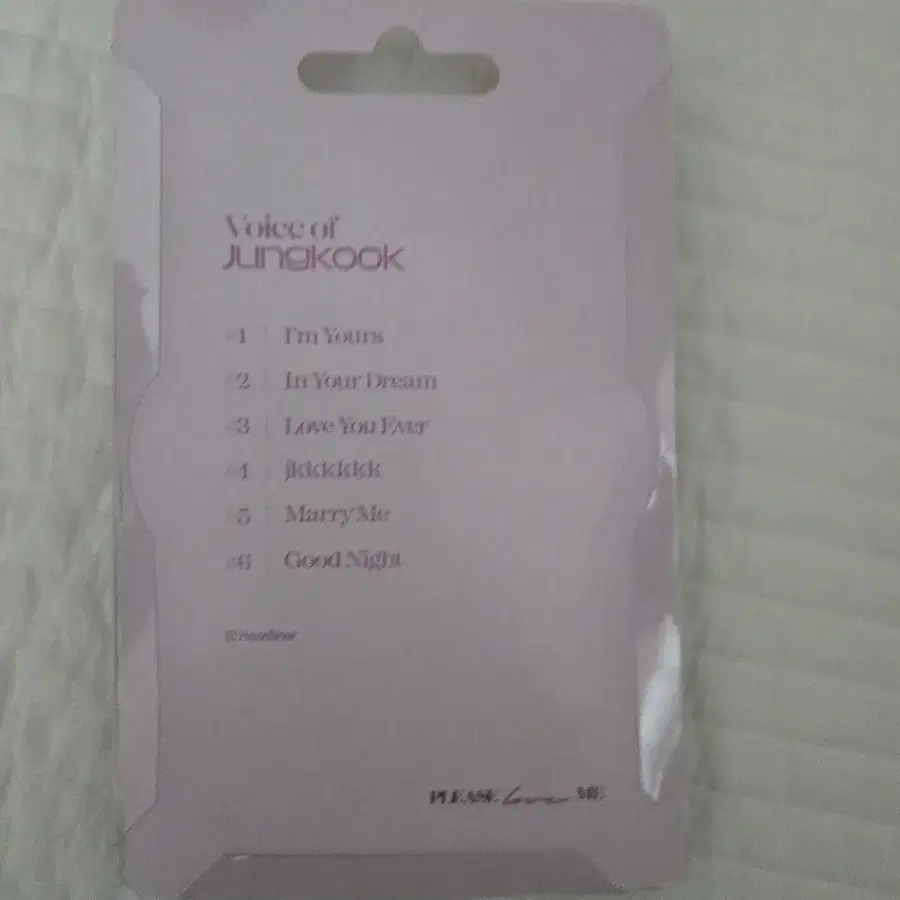 Voice of
Jungkook
#1 | I'm Yours
#2 | In Your Dream
#3 | Love You Ever
#4 | jkkkkkk
#5 | Marry Me
#6 | Good Night
PLEASE Love ME